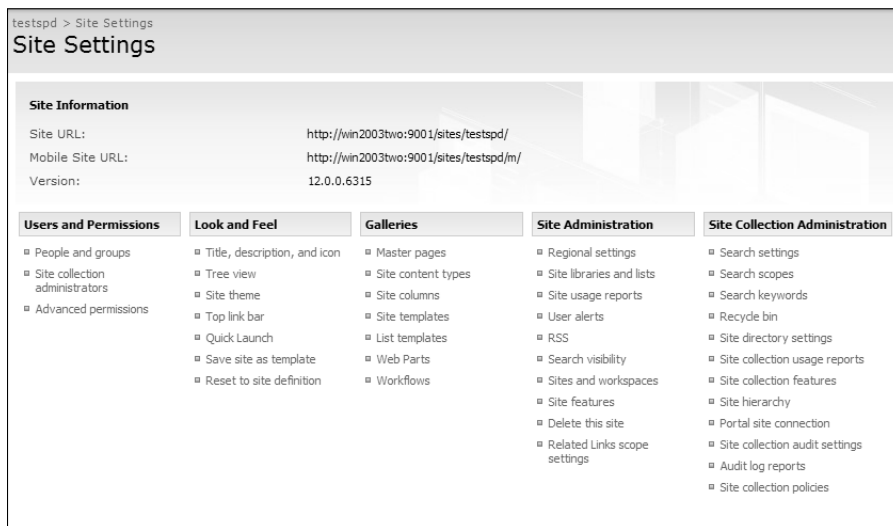 testspd > Site Settings
Site Settings
Site Information
Site URL: http://win2003two:9001/sites/testspd/
Mobile Site URL: http://win2003two:9001/sites/testspd/m/
Version: 12.0.0.6315
Users and Permissions
People and groups
Site collection
administrators
Advanced permissions
Look and Feel
Title, description, and icon
Tree view
Site theme
Top link bar
Quick Launch
Save site as template
Reset to site definition
Galleries
Master pages
Site content types
Site columns
Site templates
List templates
Web Parts
Workflows
Site Administration
Regional settings
Site libraries and lists
Site usage reports
User alerts
RSS
Search visibility
Sites and workspaces
Site features
Delete this site
Related Links scope
settings
Site Collection Administration
Search settings
Search scopes
Search keywords
Recycle bin
Site directory settings
Site collection usage reports
Site collection features
Site hierarchy
Portal site connection
Site collection audit settings
Audit log reports
Site collection policies